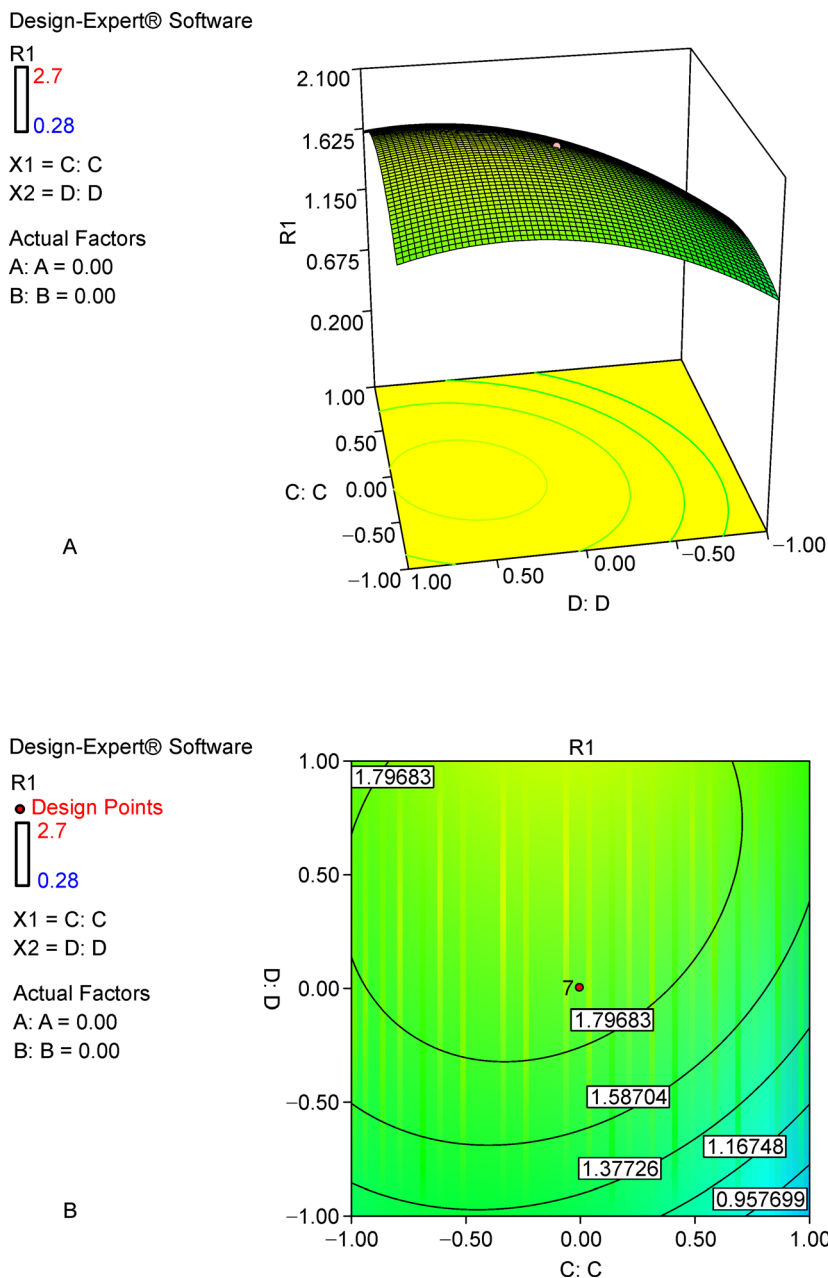 Design-Expert® Software
R1
2.7
0.28
X1 = C: C
X2 = D: D
Actual Factors
A: A = 0.00
B: B = 0.00
2.100
1.625
1.150
0.675
0.200
R1
1.00
0.50
0.00
−0.50
−1.00
C: C
1.00
0.50
0.00
−0.50
−1.00
D: D
A
Design-Expert® Software
R1
Design Points
2.7
0.28
X1 = C: C
X2 = D: D
Actual Factors
A: A = 0.00
B: B = 0.00
R1
1.00
0.50
0.00
−0.50
−1.00
D: D
1.79683
7
1.79683
1.58704
1.37726
1.16748
0.957699
−1.00
−0.50
0.00
0.50
1.00
C: C
B